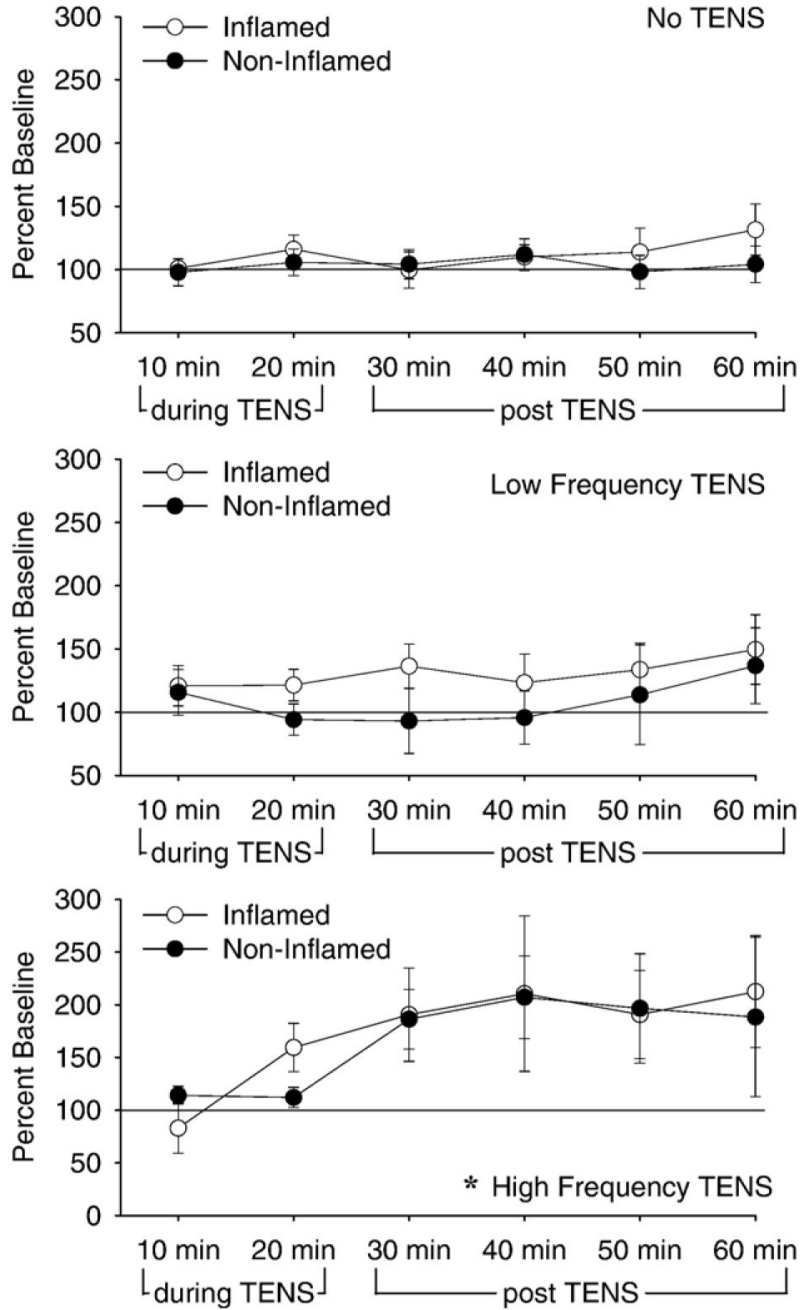 300
Inflamed
No TENS
Non-Inflamed
250
200
150
100
50
Percent Baseline
10 min 20 min 30 min 40 min 50 min 60 min
during TENS post TENS
300
Inflamed
Low Frequency TENS
Non-Inflamed
250
200
150
100
50
Percent Baseline
10 min 20 min 30 min 40 min 50 min 60 min
during TENS post TENS
300
Inflamed
Non-Inflamed
250
200
150
100
50
0
Percent Baseline
* High Frequency TENS
10 min 20 min 30 min 40 min 50 min 60 min
during TENS post TENS